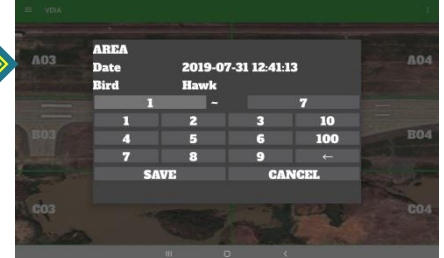 VDIA
A03 A04
AREA
Date 2019-07-31 12:41:13
Bird Hawk
1 ~ 7
1 2 3 10
B03 4 5 6 100 B04
7 8 9 ←
SAVE CANCEL
C03 C04